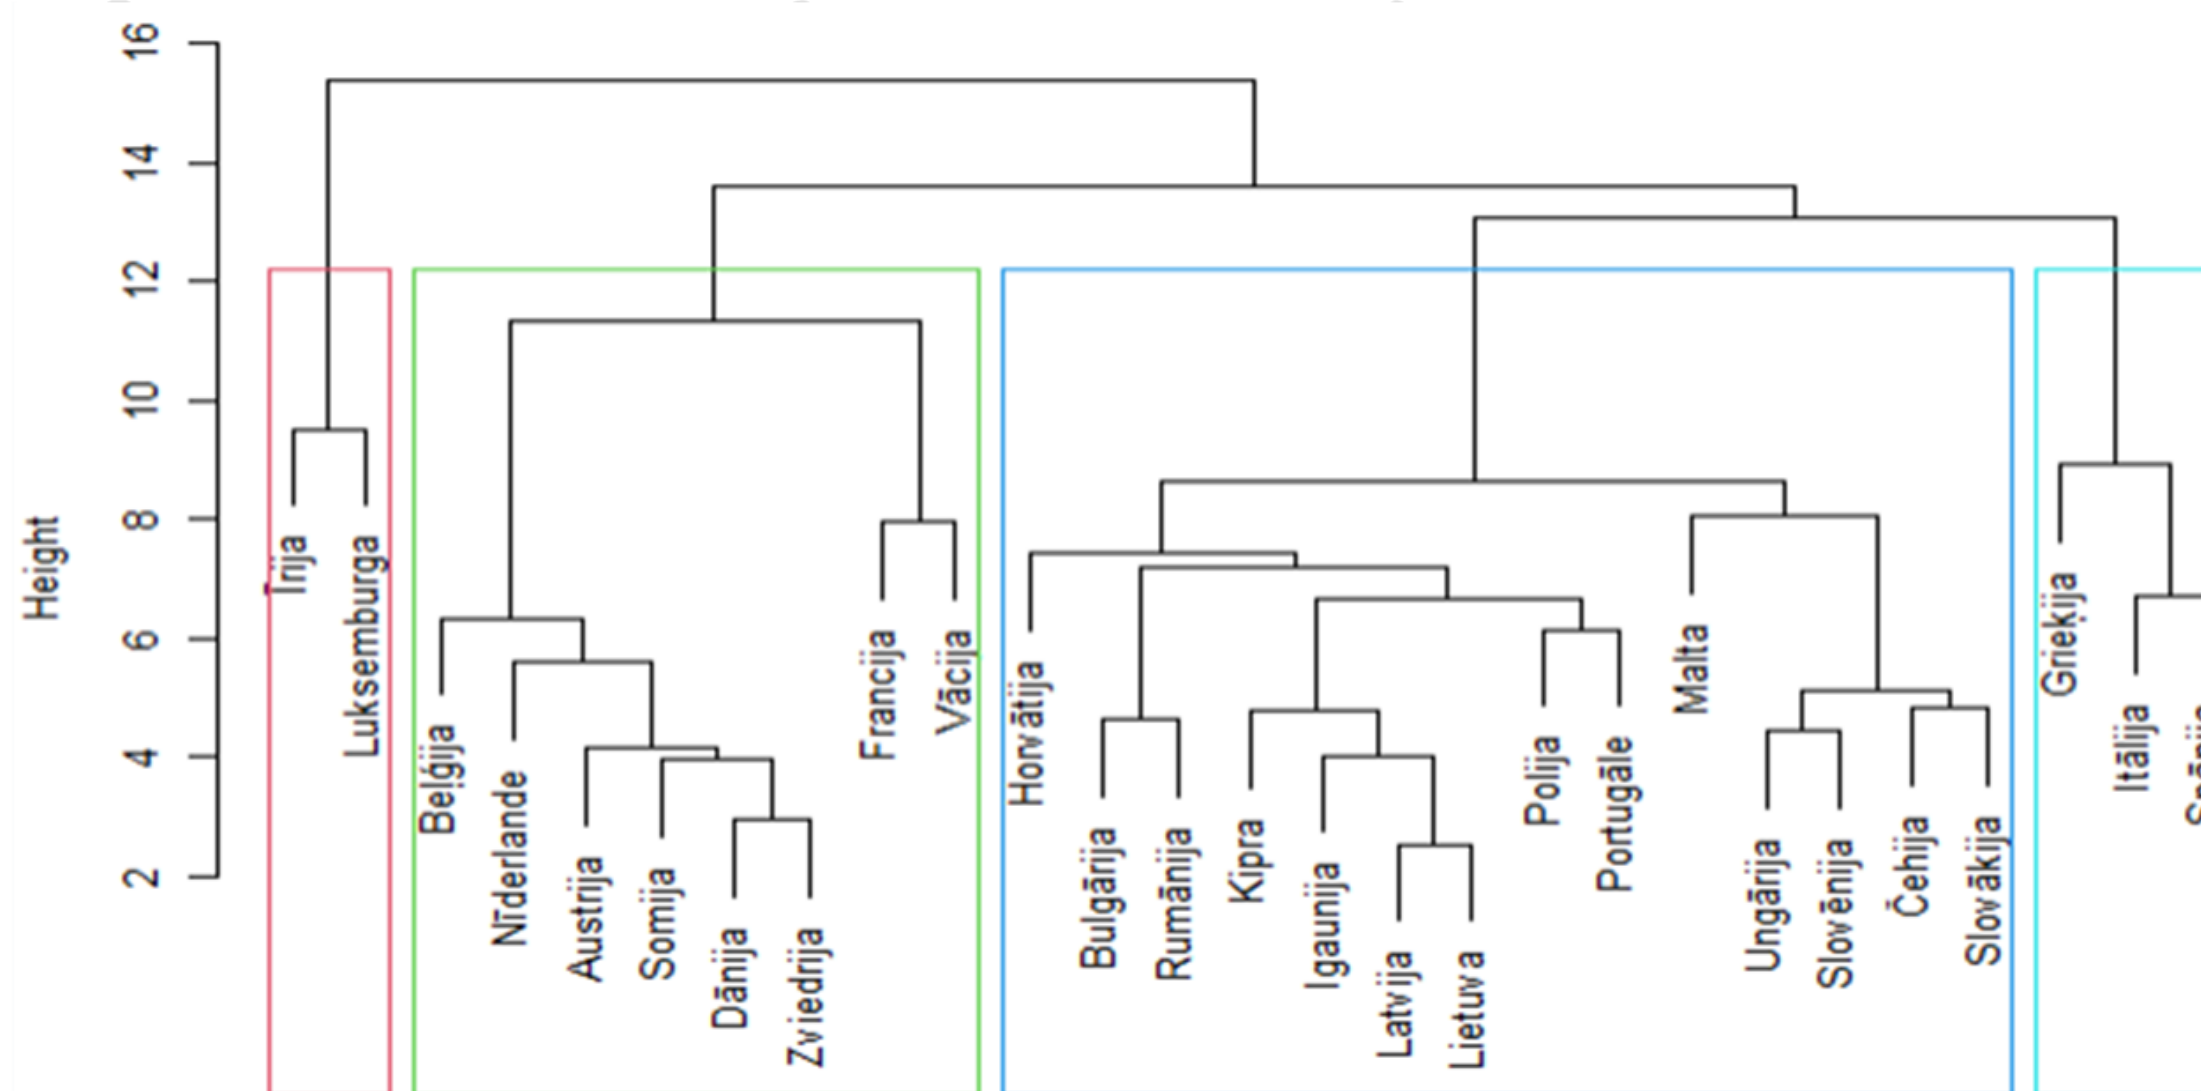 16
14
12
10
8
6
4
2
Height
Īrija
Luksemburga
Beļģija
Nīderlande
Austrija
Somija
Dānija
Zviedrija
Francija
Vācija
Horvātija
Bulgārija
Rumānija
Kipra
Igaunija
Latvija
Lietuva
Polija
Portugāle
Malta
Ungārija
Slovēnija
Čehija
Slovākija
Grieķija
Itālija